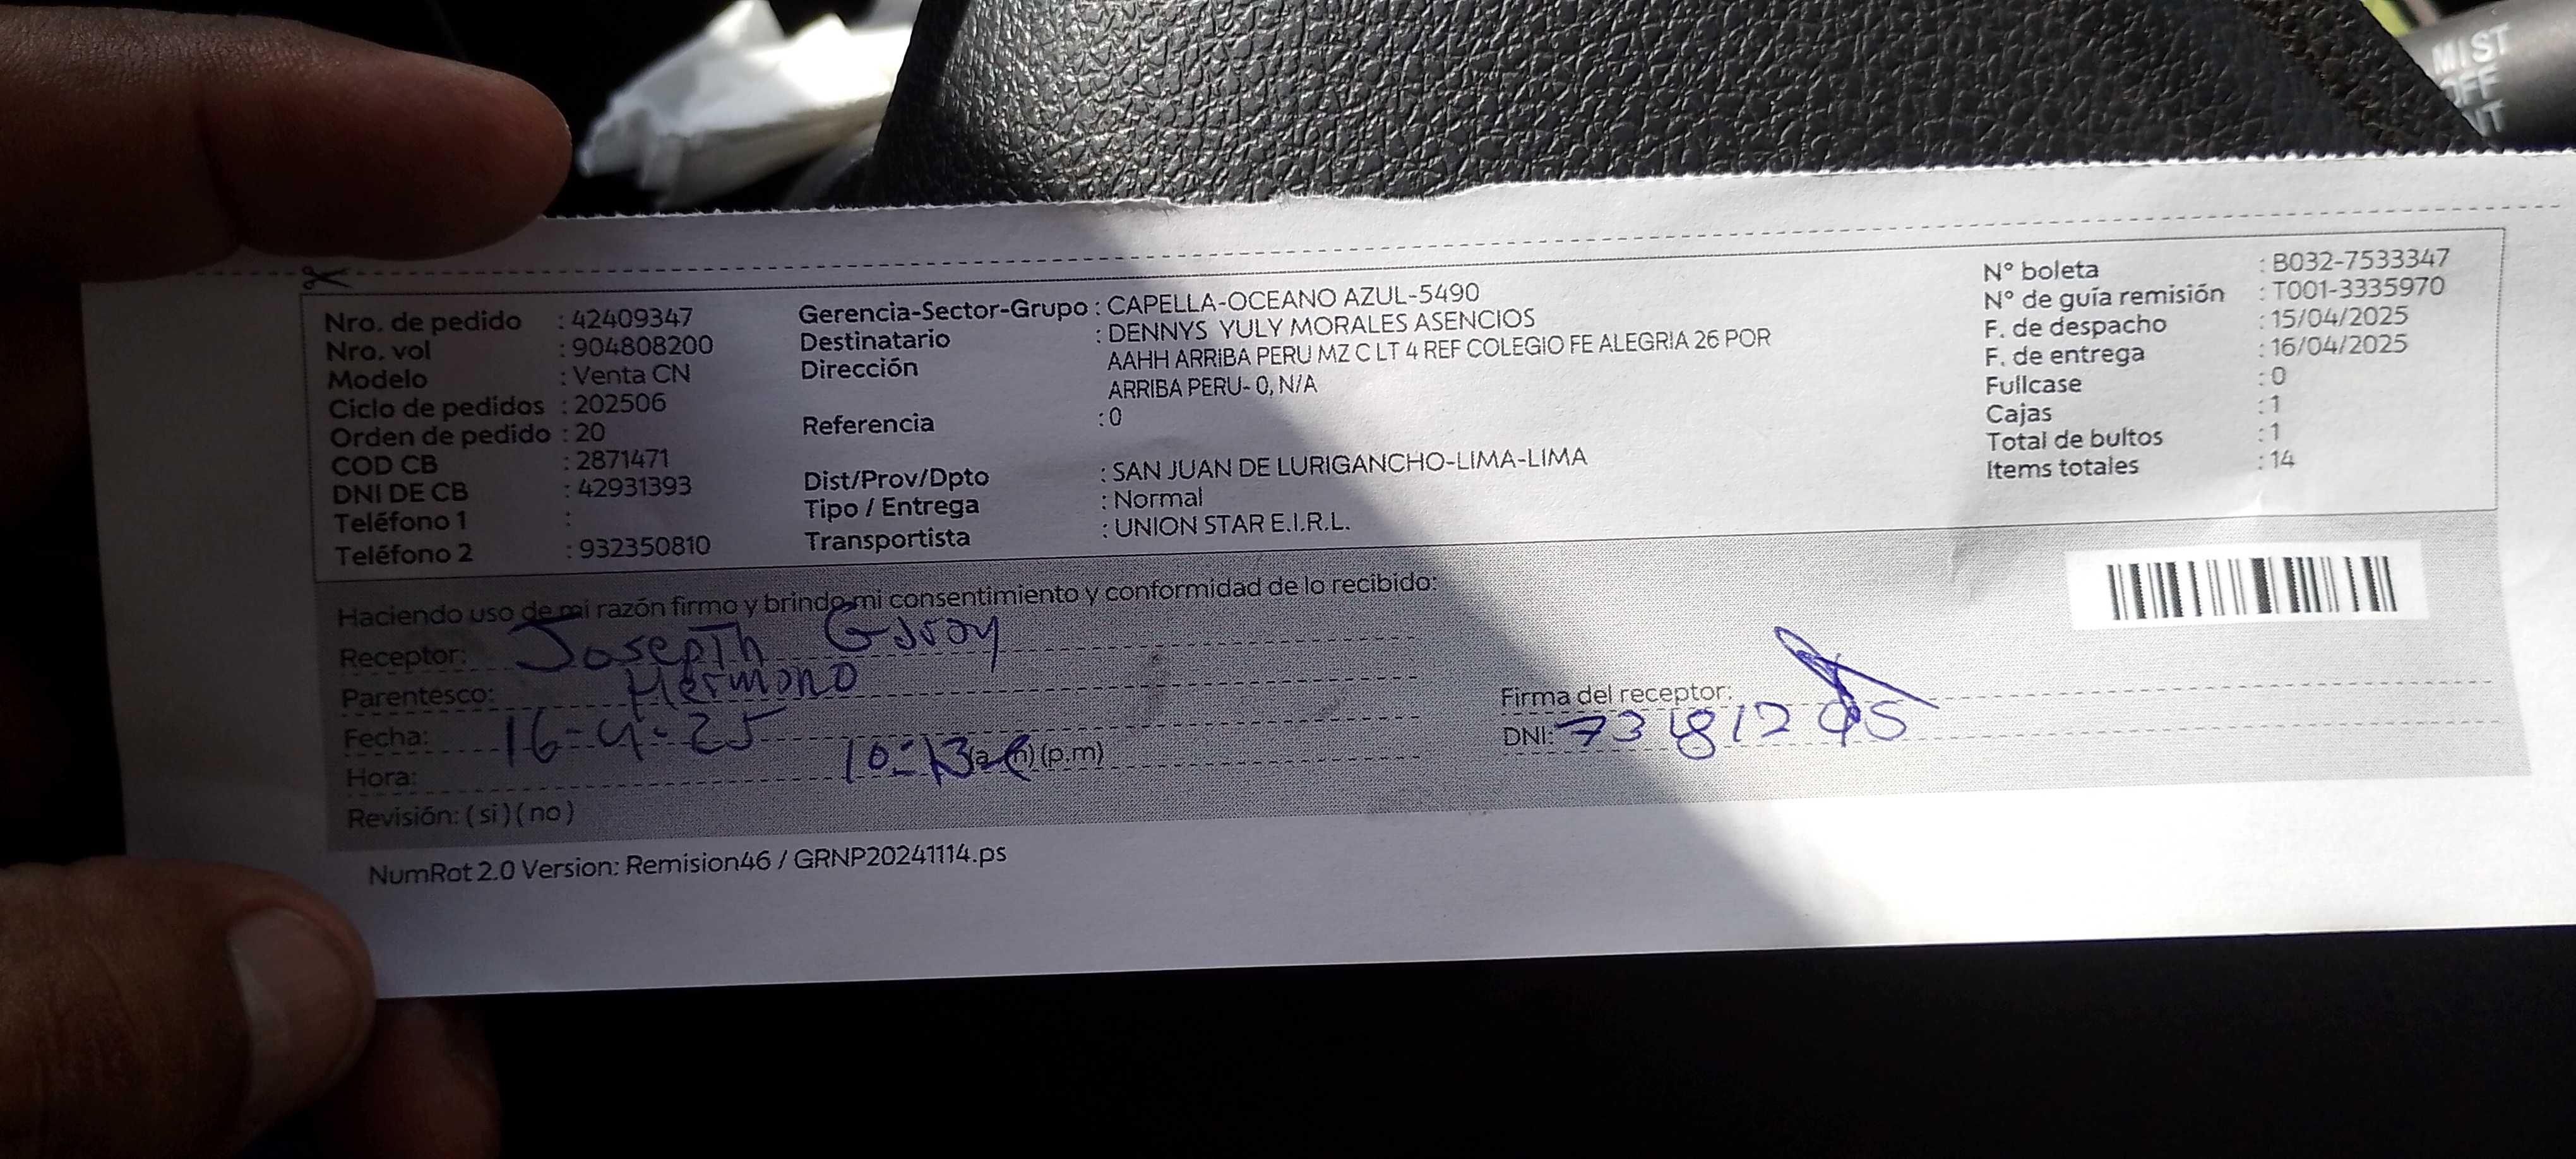 MIST
OFF
Nro. de pedido : 42409347
Nro. vol : 904808200
Modelo : Venta CN
Ciclo de pedidos : 202506
Orden de pedido : 20
COD CB : 2871471
DNI DE CB : 42931393
Teléfono 1 :
Teléfono 2 : 932350810
Gerencia-Sector-Grupo : CAPELLA-OCEANO AZUL-5490
Destinatario : DENNYS YULY MORALES ASENCIOS
Dirección AAHH ARRIBA PERU MZ C LT 4 REF COLEGIO FE ALEGRIA 26 POR
ARRIBA PERU- 0, N/A
Referencia : 0
Dist/Prov/Dpto : SAN JUAN DE LURIGANCHO-LIMA-LIMA
Tipo / Entrega : Normal
Transportista : UNION STAR E.I.R.L.
N° boleta : B032-7533347
N° de guía remisión : T001-3335970
F. de despacho : 15/04/2025
F. de entrega : 16/04/2025
Fullcase : 0
Cajas : 1
Total de bultos : 1
Items totales : 14
Haciendo uso de mi razón firmo y brindo mi consentimiento y conformidad de lo recibido:
Receptor: Joseph Garay
Parentesco: Hermano
Fecha: 16-4-25
Hora: 10:13 (a.m) (p.m)
Revisión: ( si ) ( no )
Firma del receptor:
DNI:
NumRot 2.0 Version: Remision46 / GRNP20241114.ps